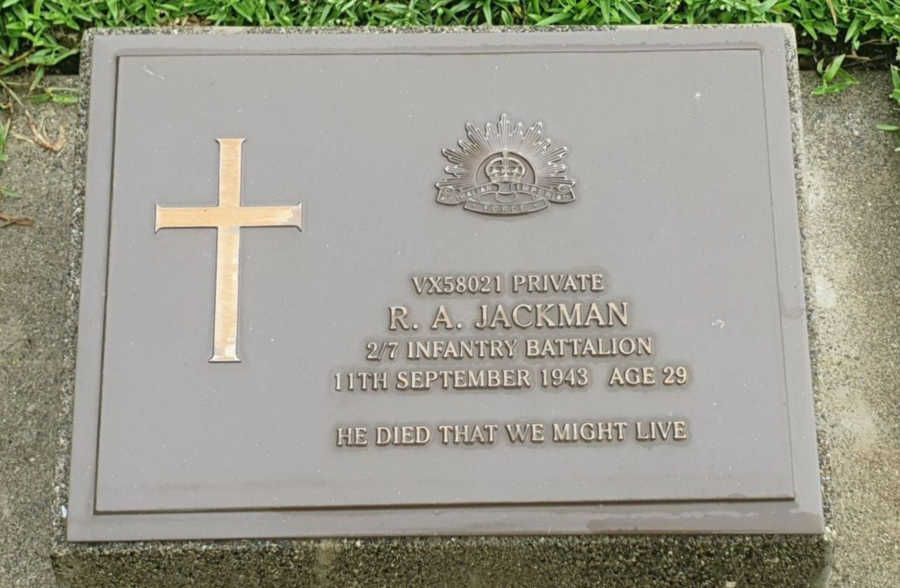 VX58021 PRIVATE
R. A. JACKMAN
2/7 INFANTRY BATTALION
11TH SEPTEMBER 1943 AGE 29
HE DIED THAT WE MIGHT LIVE